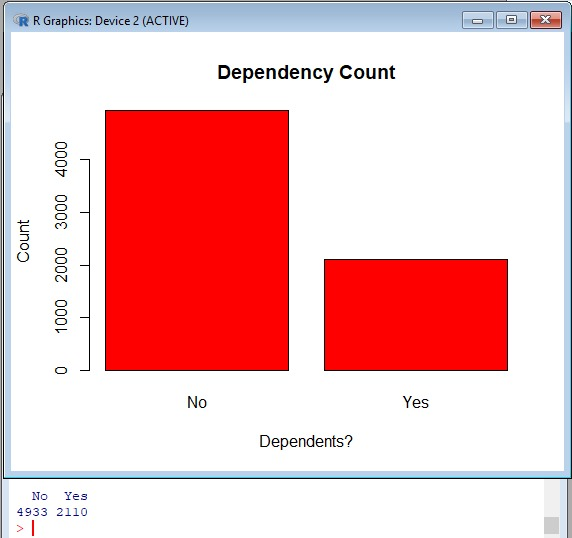 R Graphics: Device 2 (ACTIVE)
Dependency Count
Count
4000
3000
2000
1000
0
No Yes
Dependents?
No Yes
4933 2110
>